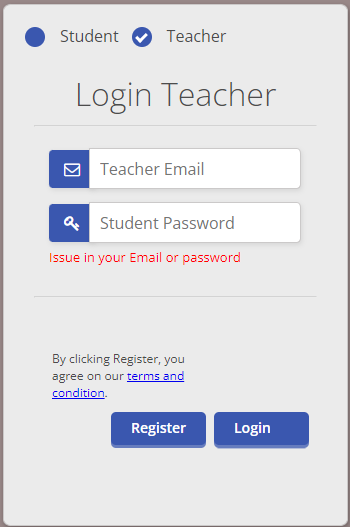 Student Teacher
Login Teacher
Teacher Email
Student Password
Issue in your Email or password
By clicking Register, you
agree on our terms and
condition.
Register Login